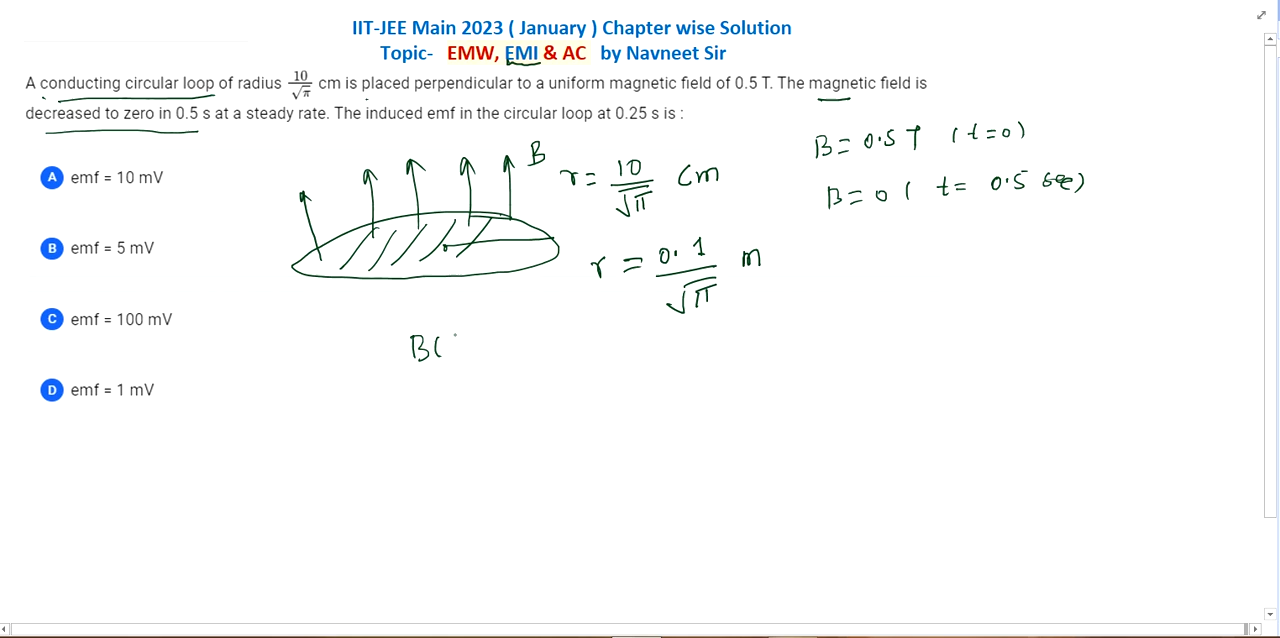 IIT-JEE Main 2023 ( January ) Chapter wise Solution
Topic- EMW, EMI & AC by Navneet Sir
A conducting circular loop of radius 10/√π cm is placed perpendicular to a uniform magnetic field of 0.5 T. The magnetic field is
decreased to zero in 0.5 s at a steady rate. The induced emf in the circular loop at 0.25 s is :
A emf = 10 mV
B emf = 5 mV
C emf = 100 mV
D emf = 1 mV
B
r = 10/√π cm
r = 0.1/√π m
B = 0.5 T (t=0)
B = 0 ( t = 0.5 sec)
B(